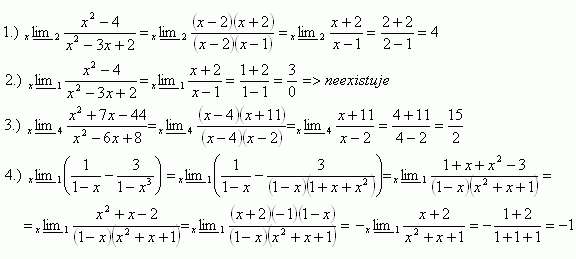 1.) lim x→2 (x² − 4)/(x² − 3x + 2) = lim x→2 ((x − 2)(x + 2))/((x − 2)(x − 1)) = lim x→2 (x + 2)/(x − 1) = (2 + 2)/(2 − 1) = 4
2.) lim x→1 (x² − 4)/(x² − 3x + 2) = lim x→1 (x + 2)/(x − 1) = (1 + 2)/(1 − 1) = 3/0 => neexistuje
3.) lim x→4 (x² + 7x − 44)/(x² − 6x + 8) = lim x→4 ((x − 4)(x + 11))/((x − 4)(x − 2)) = lim x→4 (x + 11)/(x − 2) = (4 + 11)/(4 − 2) = 15/2
4.) lim x→1 (1/(1 − x) − 3/(1 − x³)) = lim x→1 (1/(1 − x) − 3/((1 − x)(1 + x + x²))) = lim x→1 (1 + x + x² − 3)/((1 − x)(x² + x + 1)) =
= lim x→1 (x² + x − 2)/((1 − x)(x² + x + 1)) = lim x→1 ((x + 2)(−1)(1 − x))/((1 − x)(x² + x + 1)) = − lim x→1 (x + 2)/(x² + x + 1) = − (1 + 2)/(1 + 1 + 1) = −1